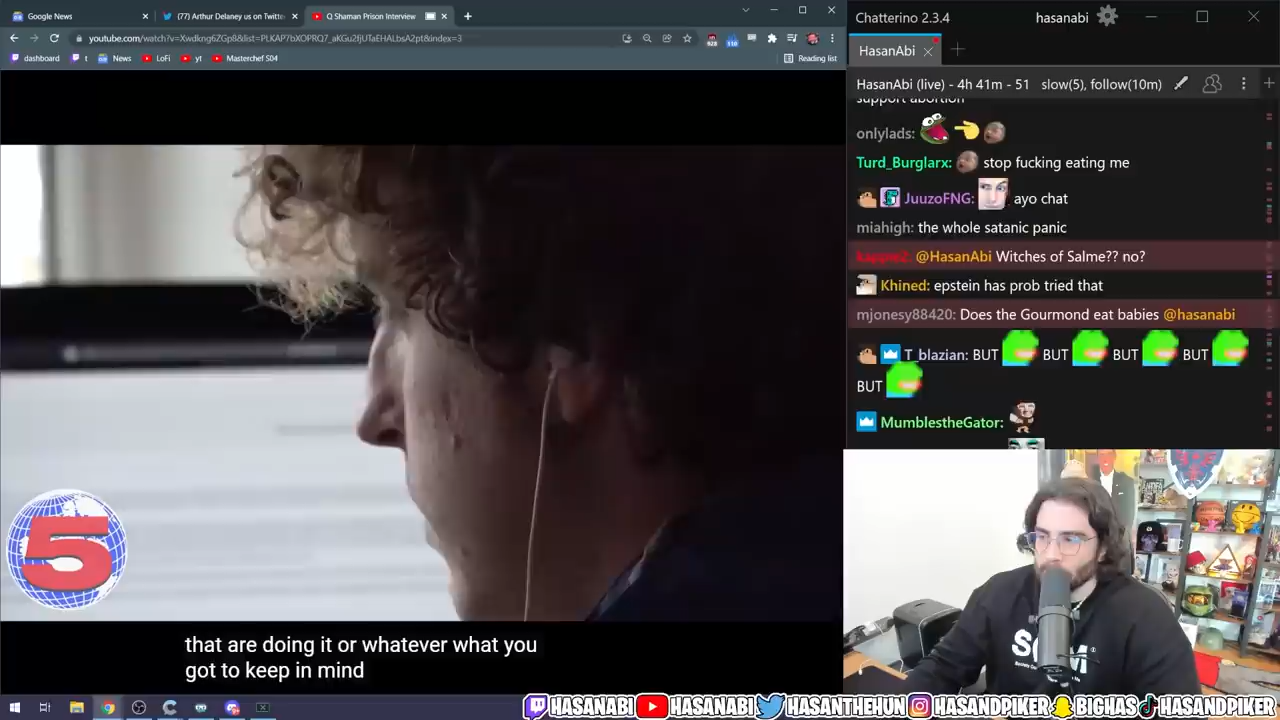 Google News
(77) Arthur Delaney us on Twitte
Q Shaman Prison Interview
youtube.com/watch?v=Xwdkng6ZGp8&list=PLKAP7bXOPRQ7_aKGu2fjUTaEHALbsA2pt&index=3
dashboard
t
News
LoFi
yt
Masterchef S04
Reading list
5
that are doing it or whatever what you
got to keep in mind
Chatterino 2.3.4
hasanabi
HasanAbi
HasanAbi (live) - 4h 41m - 51 slow(5), follow(10m)
support abortion
onlylads:
Turd_Burglarx: stop fucking eating me
JuuzoFNG: ayo chat
miahigh: the whole satanic panic
@HasanAbi Witches of Salme?? no?
Khined: epstein has prob tried that
mjonesy88420: Does the Gourmond eat babies @hasanabi
T_blazian: BUT BUT BUT BUT
BUT
MumblestheGator:
HASANABI HASANABI HASANTHEHUN HASANDPIKER BIGHAS HASANDPIKER